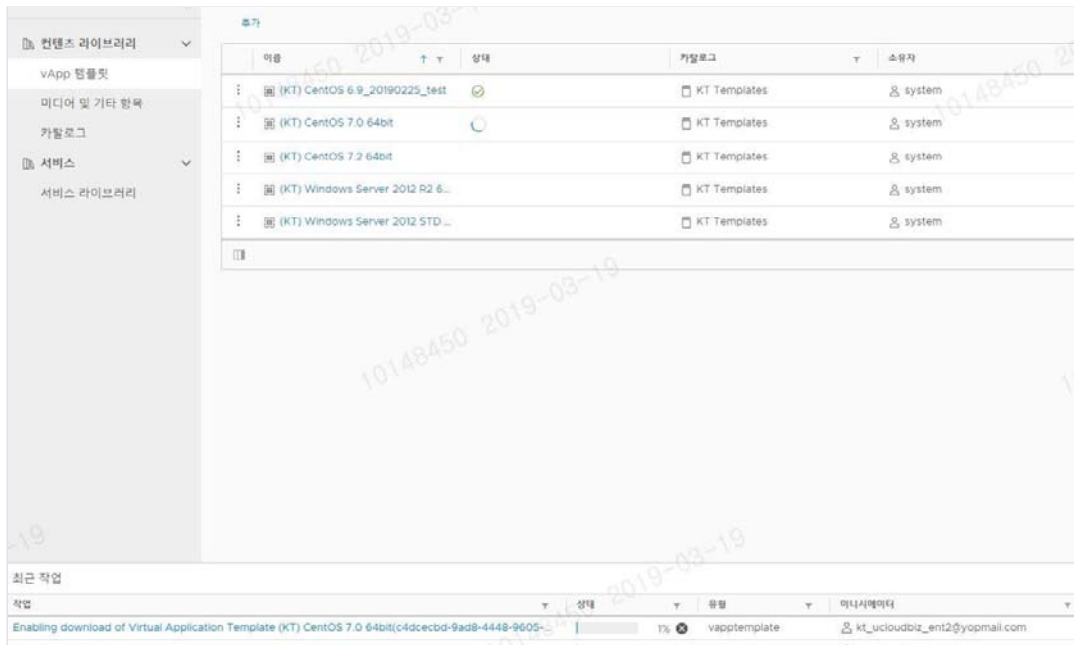 추가
컨텐츠 라이브러리
vApp 템플릿
미디어 및 기타 항목
카탈로그
서비스
서비스 라이브러리
이름 상태 카탈로그 소유자
(KT) CentOS 6.9_20190225_test KT Templates system
(KT) CentOS 7.0 64bit KT Templates system
(KT) CentOS 7.2 64bit KT Templates system
(KT) Windows Server 2012 R2 6... KT Templates system
(KT) Windows Server 2012 STD ... KT Templates system
10148450 2019-03-19
최근 작업
작업 상태 유형 이니시에이터
Enabling download of Virtual Application Template (KT) CentOS 7.0 64bit(c4dcecbd-9ad8-4448-9605- 1% vapptemplate kt_ucloudbiz_ent2@yopmail.com